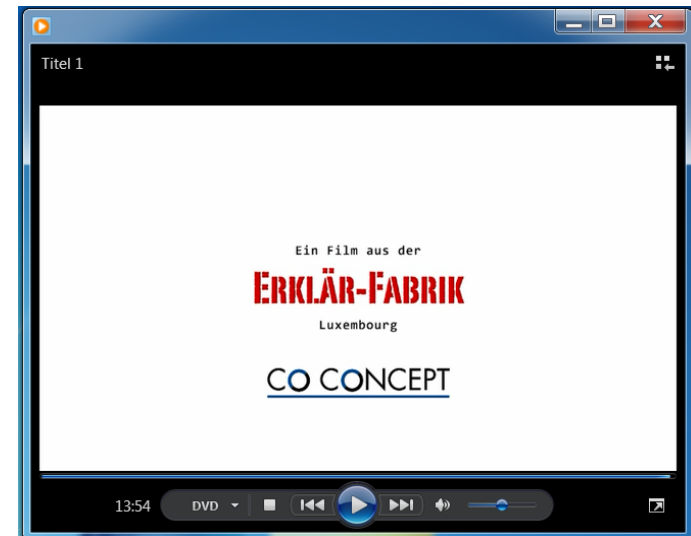 Titel 1
Ein Film aus der
ERKLÄR-FABRIK
Luxembourg
CO CONCEPT
13:54 DVD